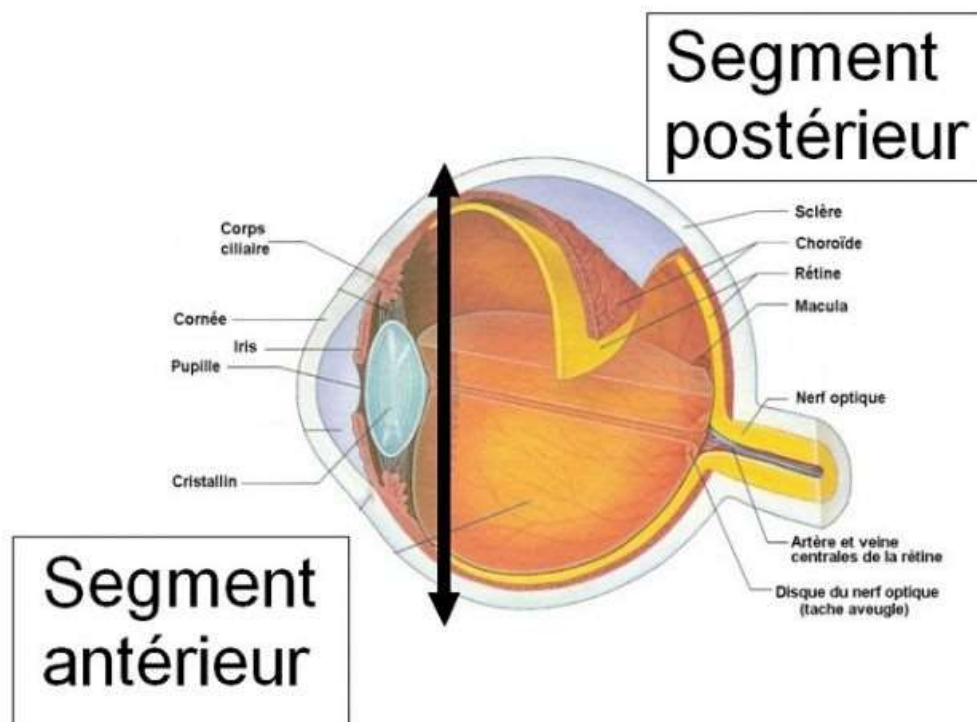 Segment
postérieur
Corps
ciliaire
Cornée
Iris
Pupille
Cristallin
Sclère
Choroïde
Rétine
Macula
Nerf optique
Artère et veine
centrales de la rétine
Disque du nerf optique
(tache aveugle)
Segment
antérieur